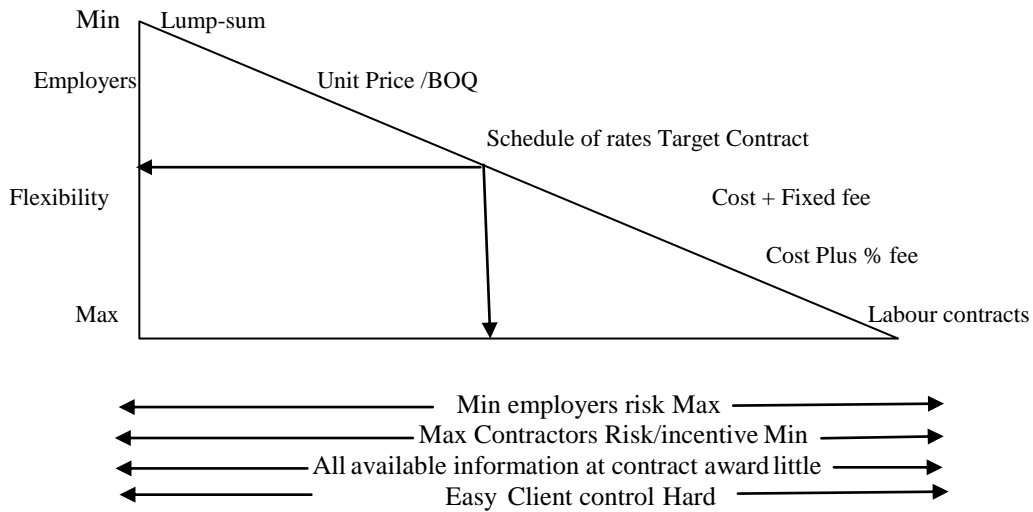 Min Lump-sum
Employers Unit Price /BOQ
Schedule of rates Target Contract
Flexibility Cost + Fixed fee
Cost Plus % fee
Max Labour contracts
Min employers risk Max
Max Contractors Risk/incentive Min
All available information at contract award little
Easy Client control Hard